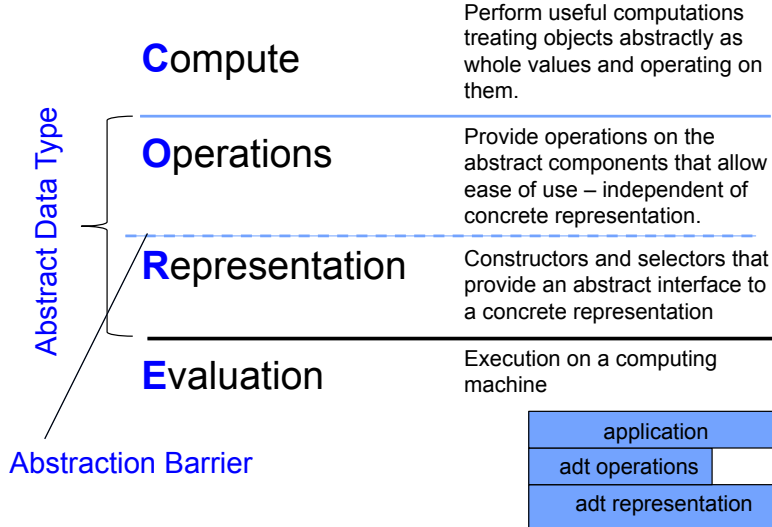 Compute
Perform useful computations
treating objects abstractly as
whole values and operating on
them.
Abstract Data Type
Operations
Provide operations on the
abstract components that allow
ease of use – independent of
concrete representation.
Representation
Constructors and selectors that
provide an abstract interface to
a concrete representation
Evaluation
Execution on a computing
machine
Abstraction Barrier
application
adt operations
adt representation